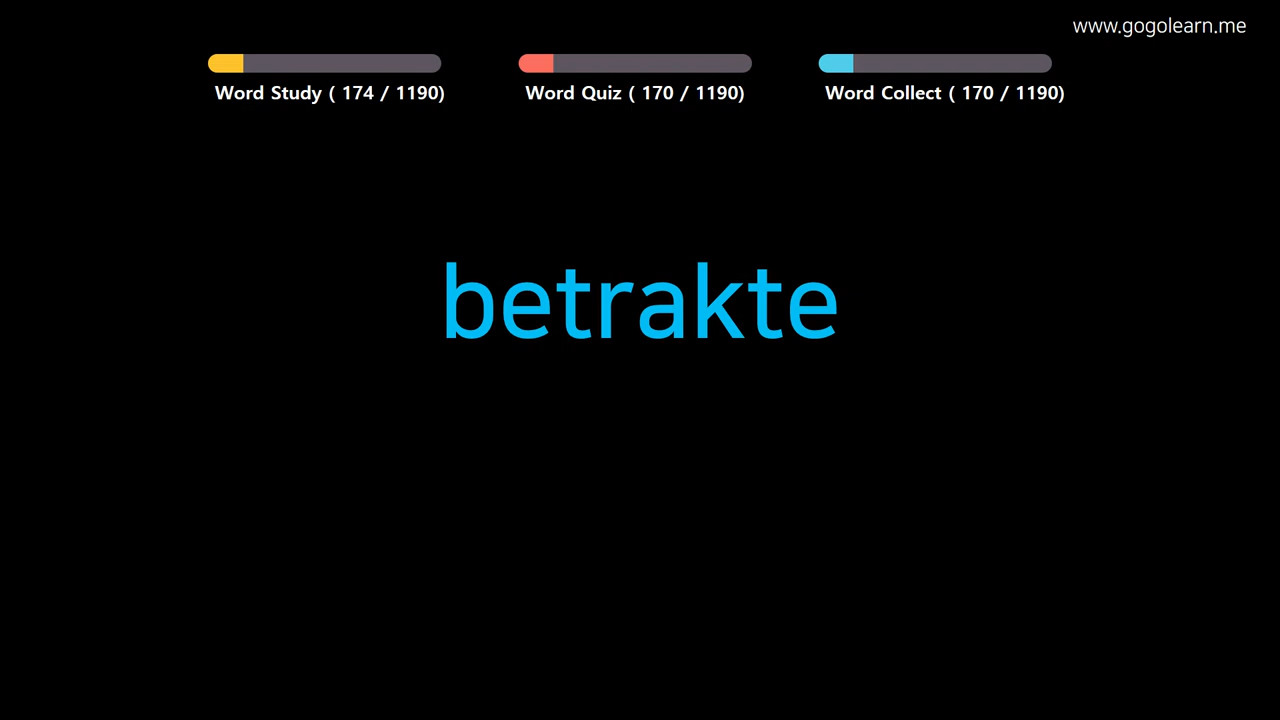 www.gogolearn.me
Word Study ( 174 / 1190)
Word Quiz ( 170 / 1190)
Word Collect ( 170 / 1190)
betrakte